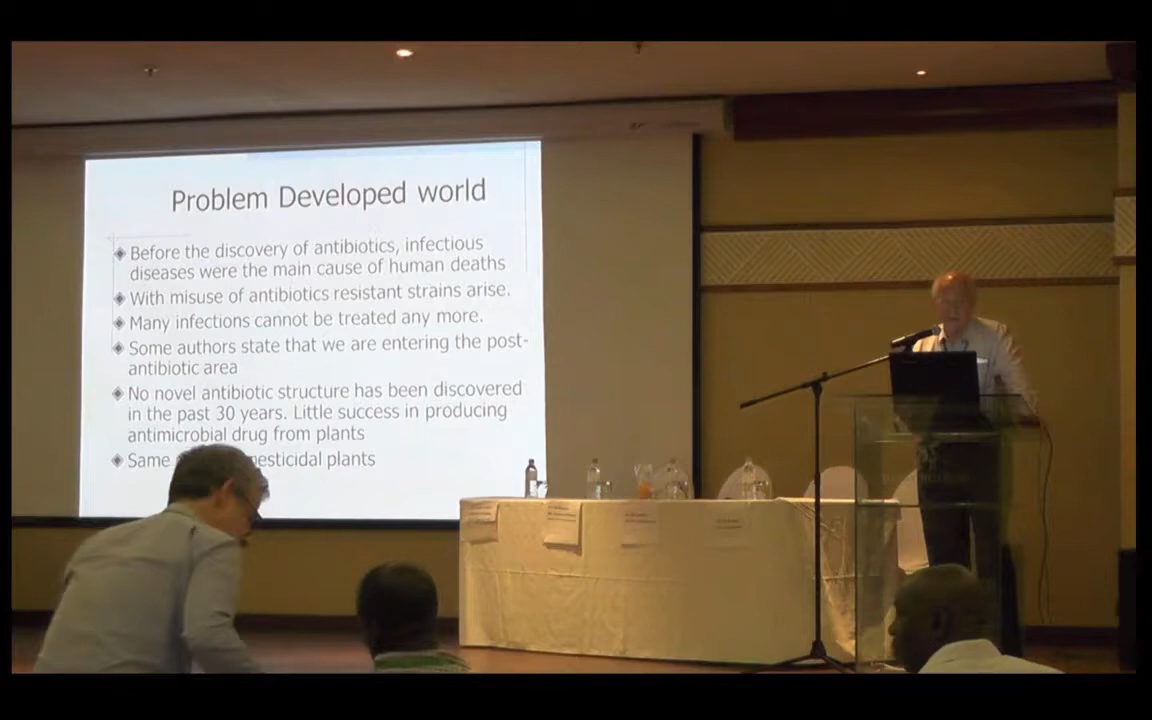 Problem Developed world
Before the discovery of antibiotics, infectious
diseases were the main cause of human deaths
With misuse of antibiotics resistant strains arise.
Many infections cannot be treated any more.
Some authors state that we are entering the post-
antibiotic area
No novel antibiotic structure has been discovered
in the past 30 years. Little success in producing
antimicrobial drug from plants
Same pesticidal plants